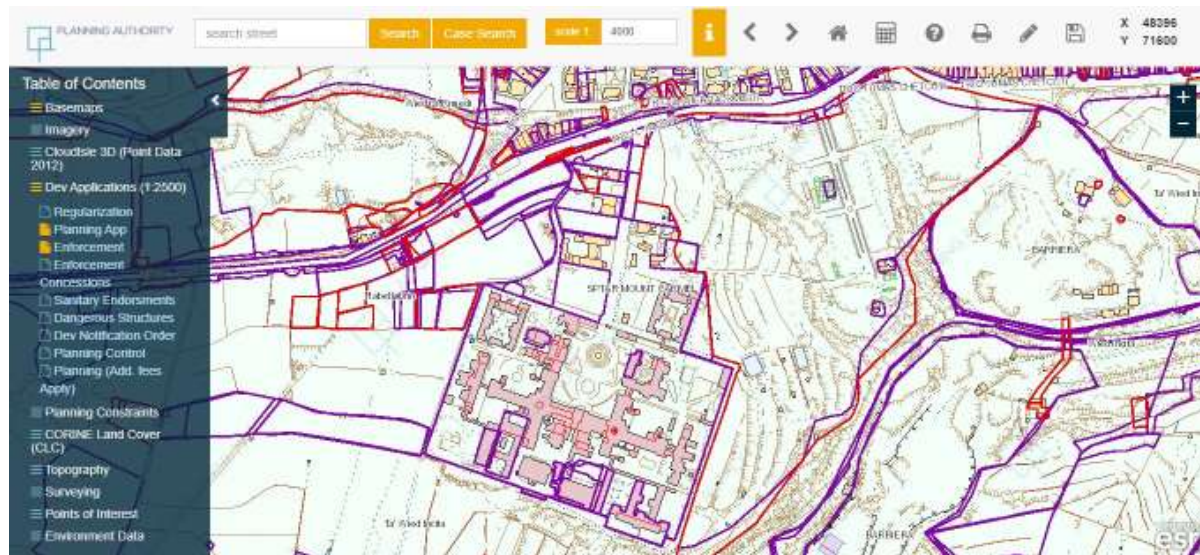 PLANNING AUTHORITY
search street
Search
Case Search
scale 1:
4000
X 48396
Y 71600
Table of Contents
Basemaps
Imagery
CloudIsle 3D (Point Data
2012)
Dev Applications (1:2500)
Regularization
Planning App
Enforcement
Enforcement
Concessions
Sanitary Endorsments
Dangerous Structures
Dev Notification Order
Planning Control
Planning (Add. fees
Apply)
Planning Constraints
CORINE Land Cover
(CLC)
Topography
Surveying
Points of Interest
Environment Data
SPTAR MOUNT CARMEL
BARRIERA
Ta' Wied Incita
BARRIERA
esri